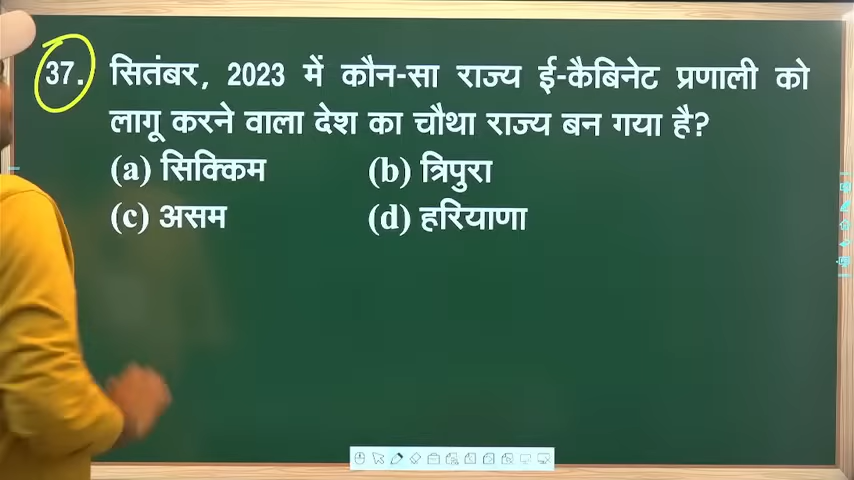 37. सितंबर, 2023 में कौन-सा राज्य ई-कैबिनेट प्रणाली को
लागू करने वाला देश का चौथा राज्य बन गया है?
(a) सिक्किम (b) त्रिपुरा
(c) असम (d) हरियाणा